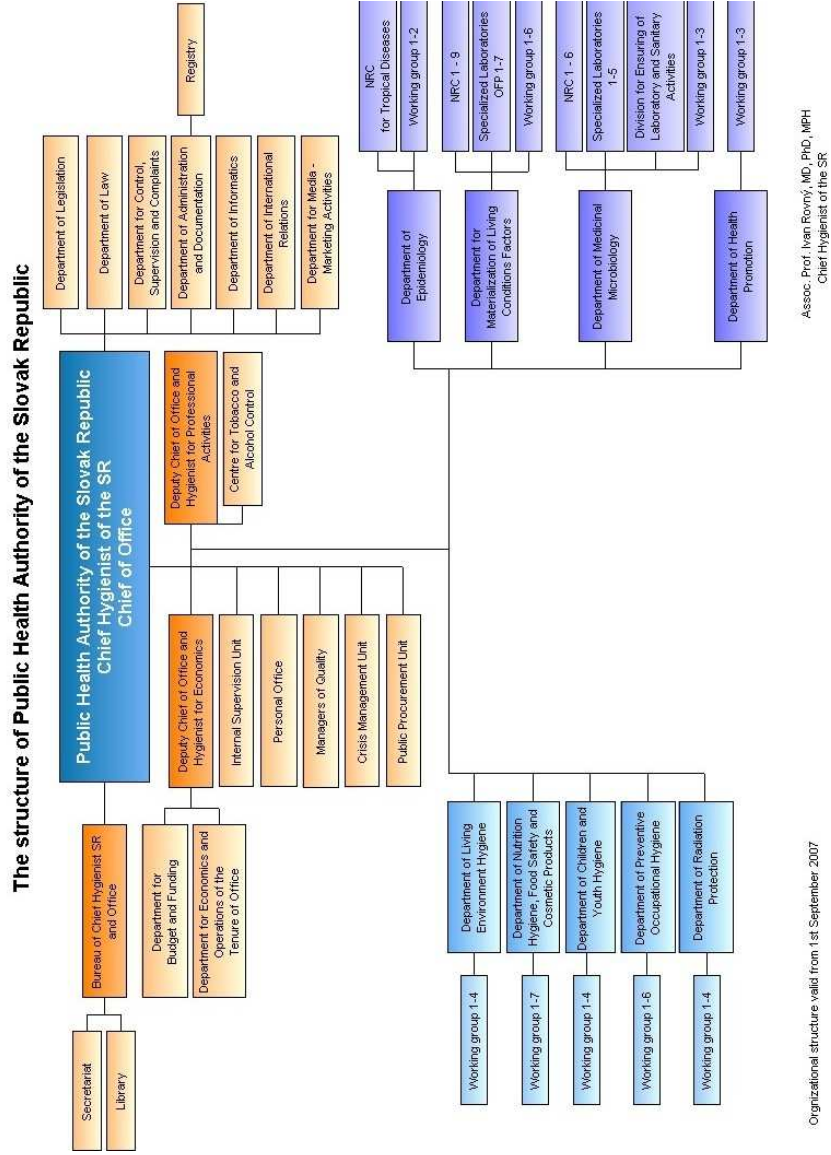 The structure of Public Health Authority of the Slovak Republic
Public Health Authority of the Slovak Republic
Chief Hygienist of the SR
Chief of Office
Bureau of Chief Hygienist SR
and Office
Secretariat
Library
Department of Legislation
Department of Law
Department for Control,
Supervision and Complaints
Department of Administration
and Documentation
Registry
Department of Informatics
Department of International
Relations
Department for Media -
Marketing Activities
Deputy Chief of Office and
Hygienist for Economics
Department for
Budget and Funding
Department for Economics and
Operations of the
Tenure of Office
Internal Supervision Unit
Personal Office
Managers of Quality
Crisis Management Unit
Public Procurement Unit
Deputy Chief of Office and
Hygienist for Professional
Activities
Centre for Tobacco and
Alcohol Control
Department of Living
Environment Hygiene
Working group 1-4
Department of Nutrition
Hygiene, Food Safety and
Cosmetic Products
Working group 1-7
Department of Children and
Youth Hygiene
Working group 1-4
Department of Preventive
Occupational Hygiene
Working group 1-6
Department of Radiation
Protection
Working group 1-4
Department of
Epidemiology
NRC
for Tropical Diseases
Working group 1-2
Department for
Materialization of Living
Conditions Factors
NRC 1 - 9
Specialized Laboratories
OFP 1-7
Working group 1-6
Department of Medicinal
Microbiology
NRC 1 - 6
Specialized Laboratories
1-5
Division for Ensuring of
Laboratory and Sanitary
Activities
Working group 1-3
Department of Health
Promotion
Working group 1-3
Orgnizational structure valid from 1st September 2007
Assoc. Prof. Ivan Rovný, MD, PhD, MPH
Chief Hygienist of the SR